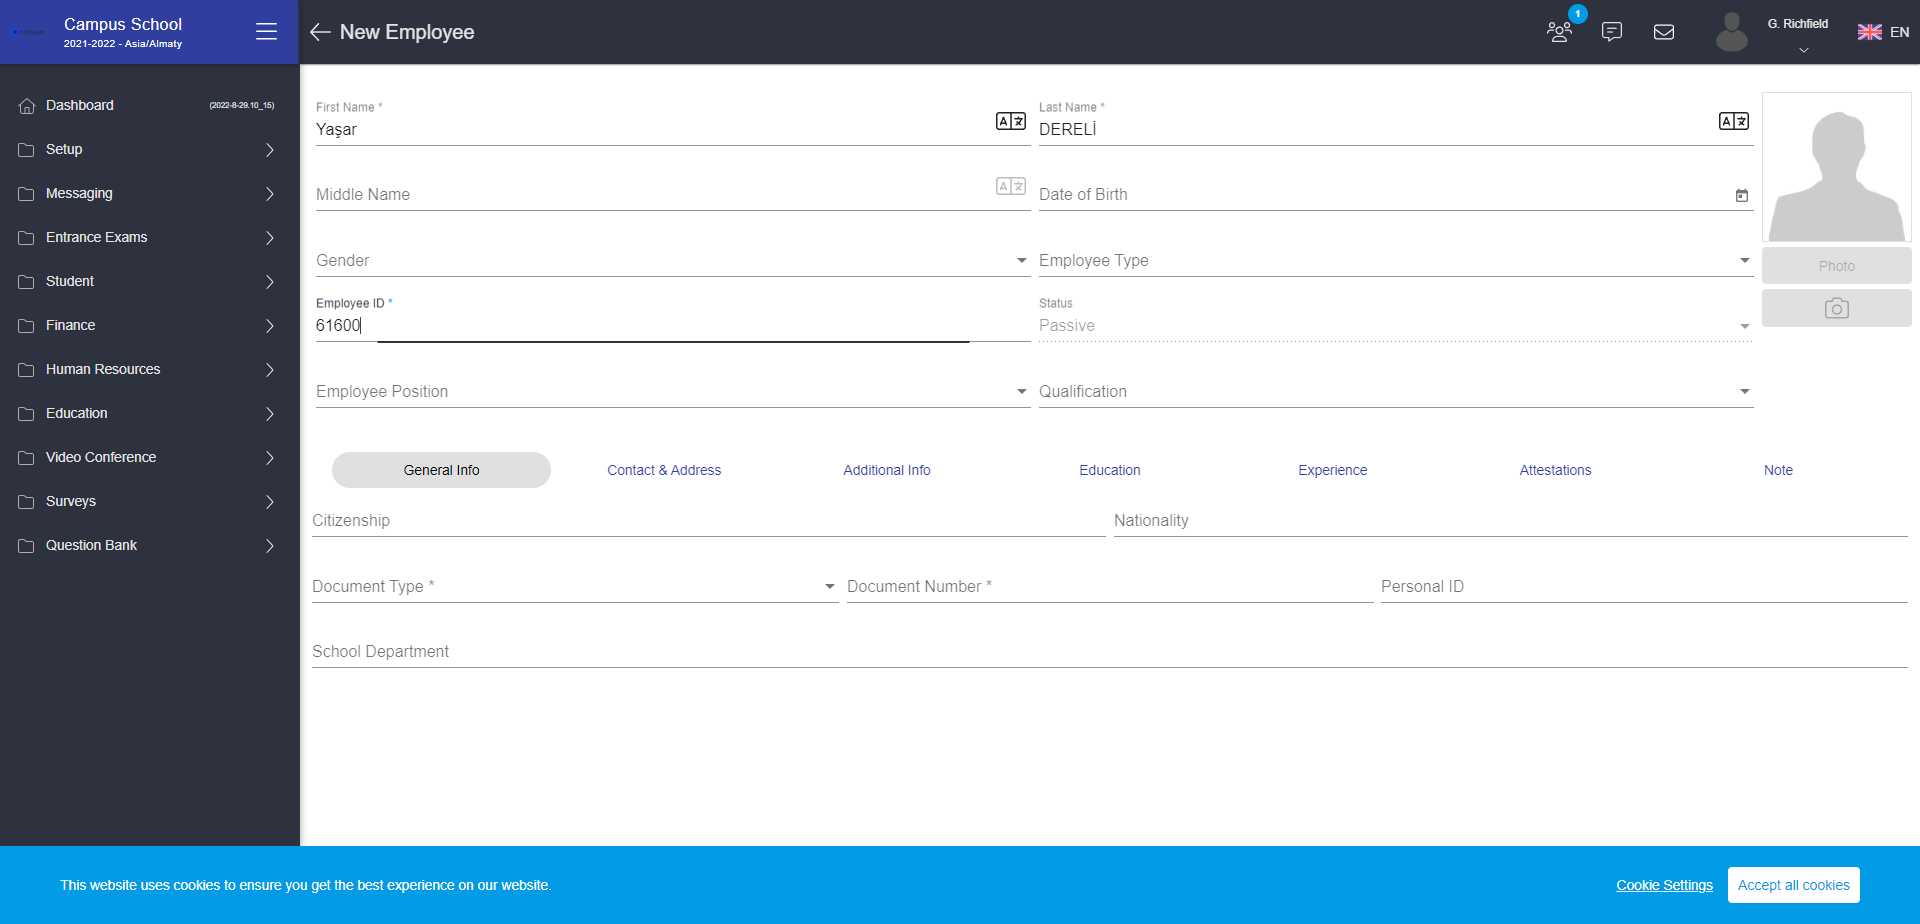 Campus School
2021-2022 - Asia/Almaty
New Employee
1
G. Richfield
EN
Dashboard
(2022-8-29.10_15)
Setup
Messaging
Entrance Exams
Student
Finance
Human Resources
Education
Video Conference
Surveys
Question Bank
First Name *
Yaşar
Last Name *
DERELİ
Middle Name
Date of Birth
Gender
Employee Type
Photo
Employee ID *
61600
Status
Passive
Employee Position
Qualification
General Info
Contact & Address
Additional Info
Education
Experience
Attestations
Note
Citizenship
Nationality
Document Type *
Document Number *
Personal ID
School Department
This website uses cookies to ensure you get the best experience on our website.
Cookie Settings
Accept all cookies